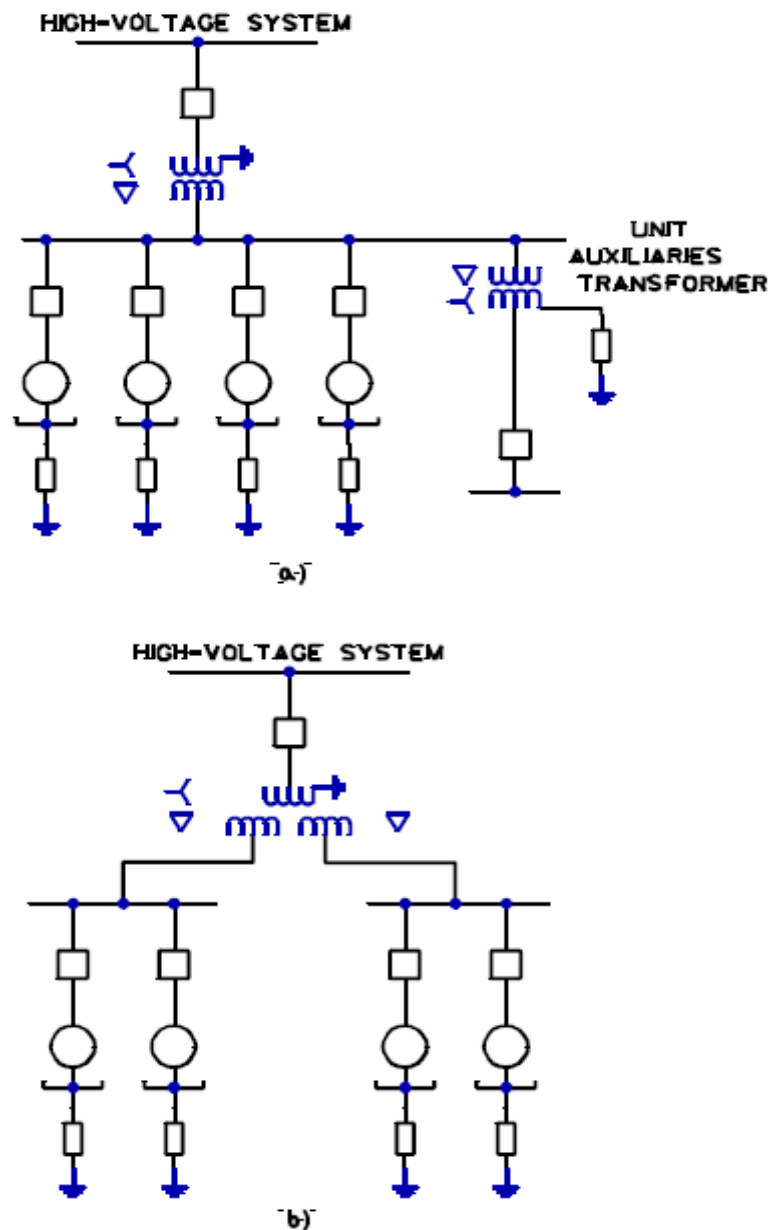 HIGH-VOLTAGE SYSTEM
UNIT
AUXILIARIES
TRANSFORMER
a-)
HIGH-VOLTAGE SYSTEM
b-)